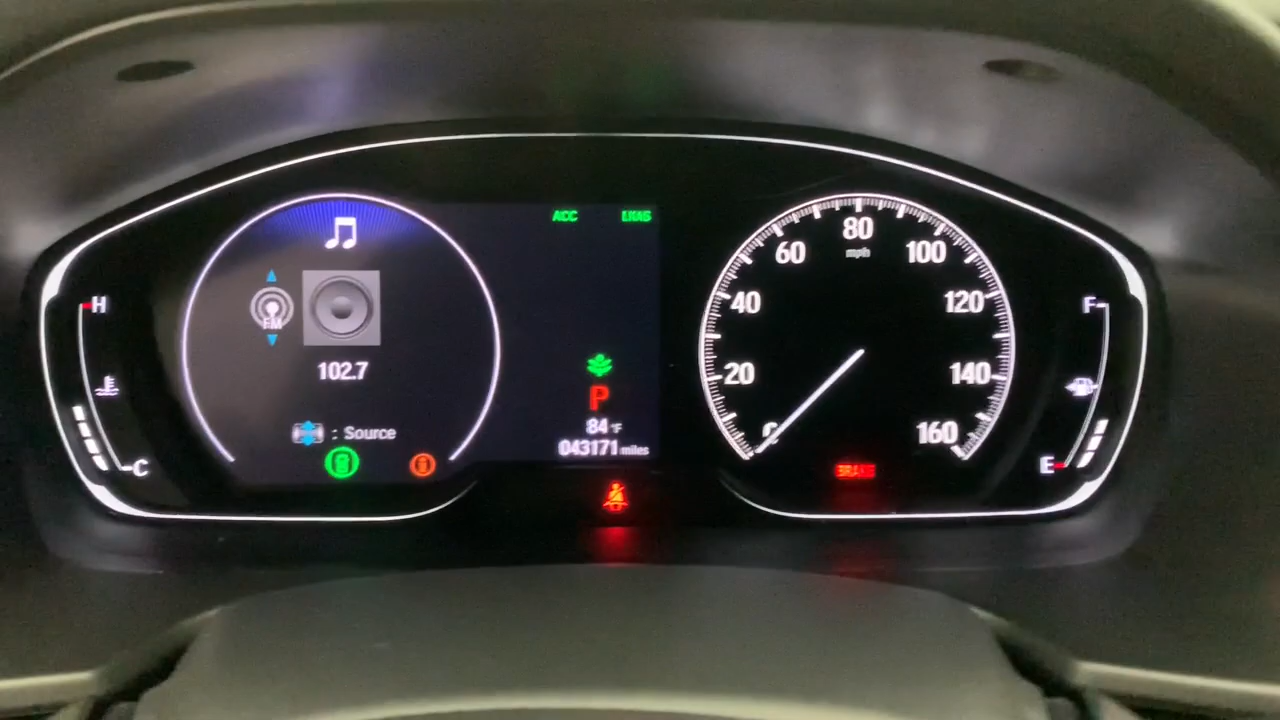 ACC LKAS
H
FM
102.7
: Source
C
P
84°F
043171 miles
80
mph
60 100
40 120
20 140
0 160
BRAKE
F
E